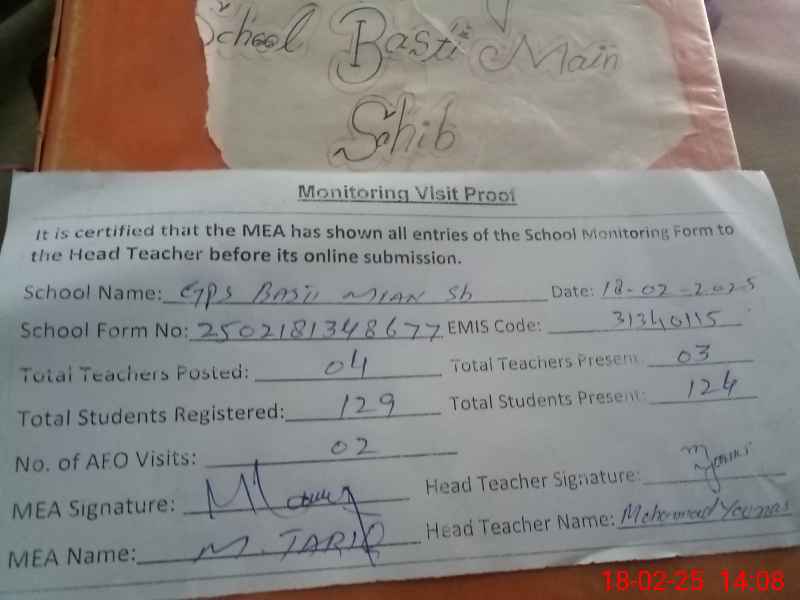 School Basti Main
Sahib
Monitoring Visit Proof
It is certified that the MEA has shown all entries of the School Monitoring Form to
the Head Teacher before its online submission.
School Name: GPS BASTI MIAN Sb Date: 18-02-2025
School Form No: 2502181348677 EMIS Code: 31340115
Total Teachers Posted: 04 Total Teachers Present: 03
Total Students Registered: 129 Total Students Present: 124
No. of AEO Visits: 02
MEA Signature: Head Teacher Signature:
MEA Name: M. TARIQ Head Teacher Name: Mohammad Younas
18-02-25 14:08